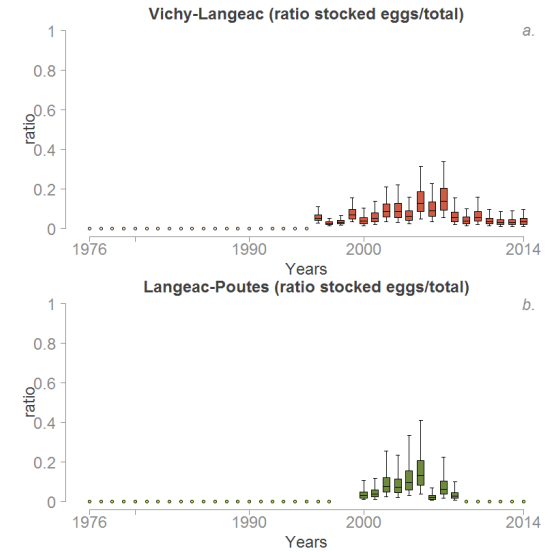 Vichy-Langeac (ratio stocked eggs/total)
a.
1
0.8
0.6
0.4
0.2
0
ratio
1976
1990
2000
2014
Years
Langeac-Poutes (ratio stocked eggs/total)
b.
1
0.8
0.6
0.4
0.2
0
ratio
1976
1990
2000
2014
Years